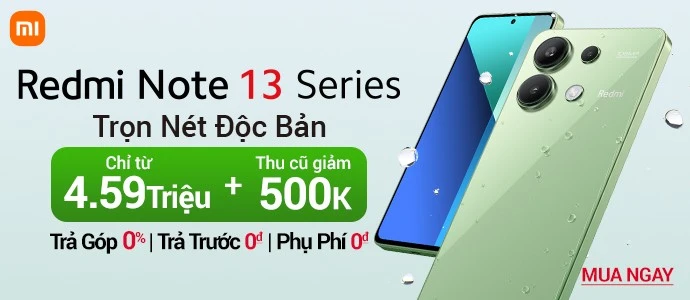 mi
Redmi Note 13 Series
Trọn Nét Độc Bản
Chỉ từ
4.59Triệu
+
Thu cũ giảm
500K
Trả Góp 0% | Trả Trước 0đ | Phụ Phí 0đ
Redmi
MUA NGAY